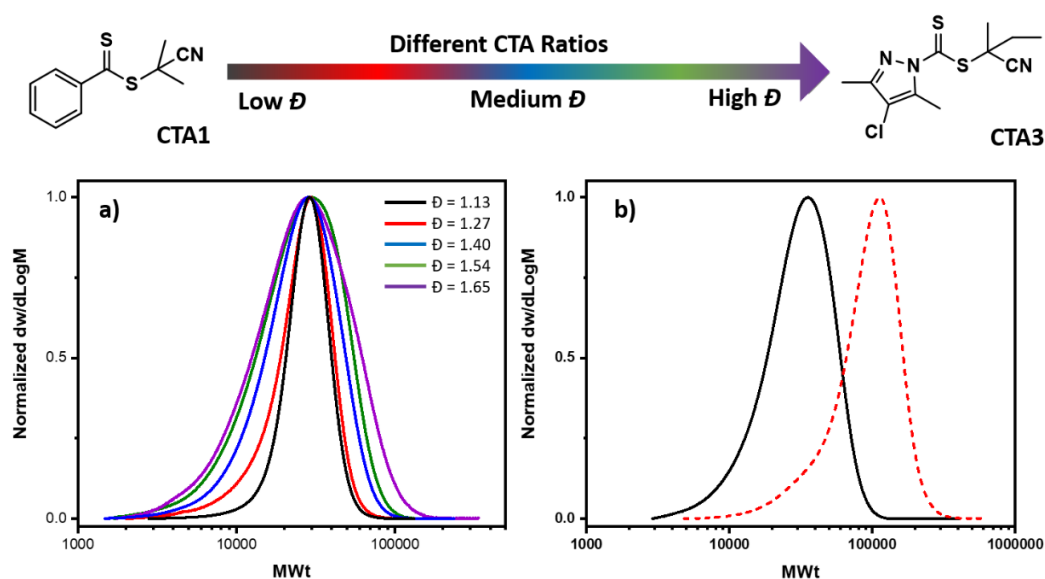 S
CN
S
CTA1
Different CTA Ratios
Low Đ
Medium Đ
High Đ
S
N
N
S
CN
Cl
CTA3
a)
Đ = 1.13
Đ = 1.27
Đ = 1.40
Đ = 1.54
Đ = 1.65
Normalized dw/dLogM
1.0
0.5
0.0
1000
10000
100000
MWt
b)
Normalized dw/dLogM
1.0
0.5
0.0
1000
10000
100000
1000000
MWt